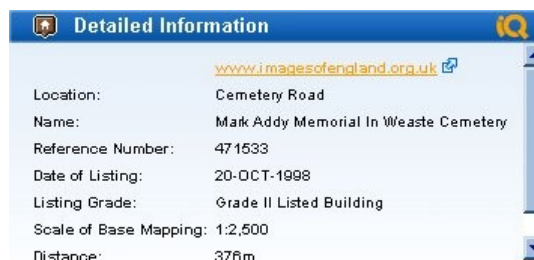 Detailed Information
iQ
www.imagesofengland.org.uk
Location: Cemetery Road
Name: Mark Addy Memorial In Weaste Cemetery
Reference Number: 471533
Date of Listing: 20-OCT-1998
Listing Grade: Grade II Listed Building
Scale of Base Mapping: 1:2,500
Distance: 376m